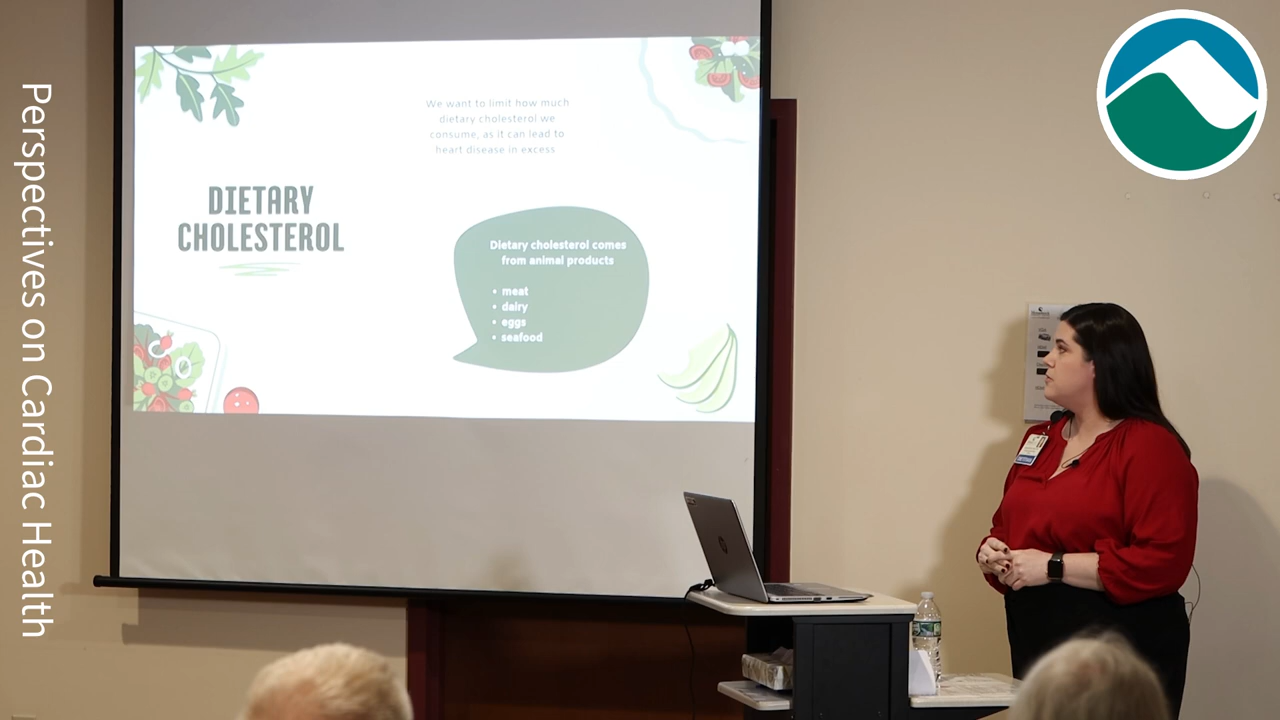 Perspectives on Cardiac Health
We want to limit how much
dietary cholesterol we
consume, as it can lead to
heart disease in excess
DIETARY
CHOLESTEROL
Dietary cholesterol comes
from animal products
• meat
• dairy
• eggs
• seafood